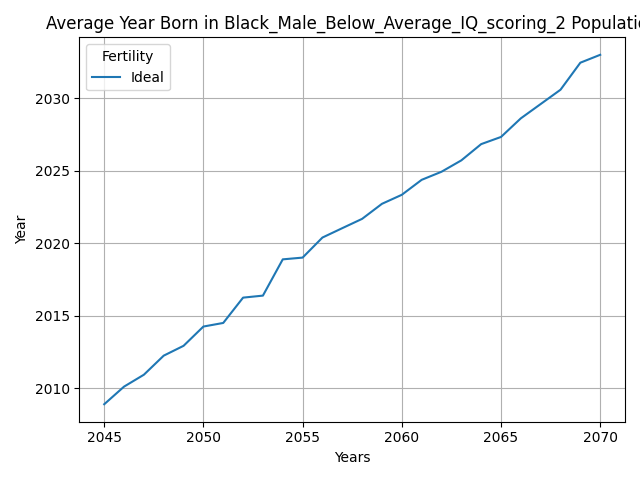 Average Year Born in Black_Male_Below_Average_IQ_scoring_2 Populatio
Fertility
Ideal
2030
2025
2020
2015
2010
Year
2045 2050 2055 2060 2065 2070
Years